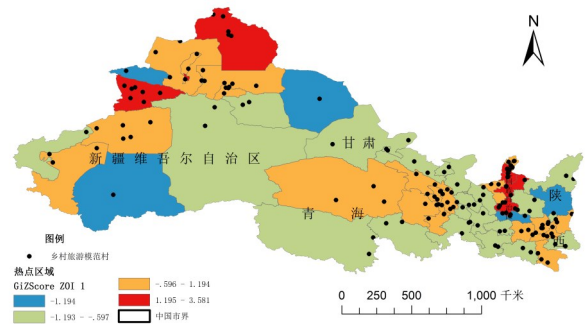 N
甘 肃
新 疆 维 吾 尔 自 治 区
青 海
陕
西
图例
乡村旅游模范村
热点区域
GiZScore ZOI 1
-1.194
-1.193 - -.597
-.596 - 1.194
1.195 - 3.581
中国市界
0 250 500 1,000 千米